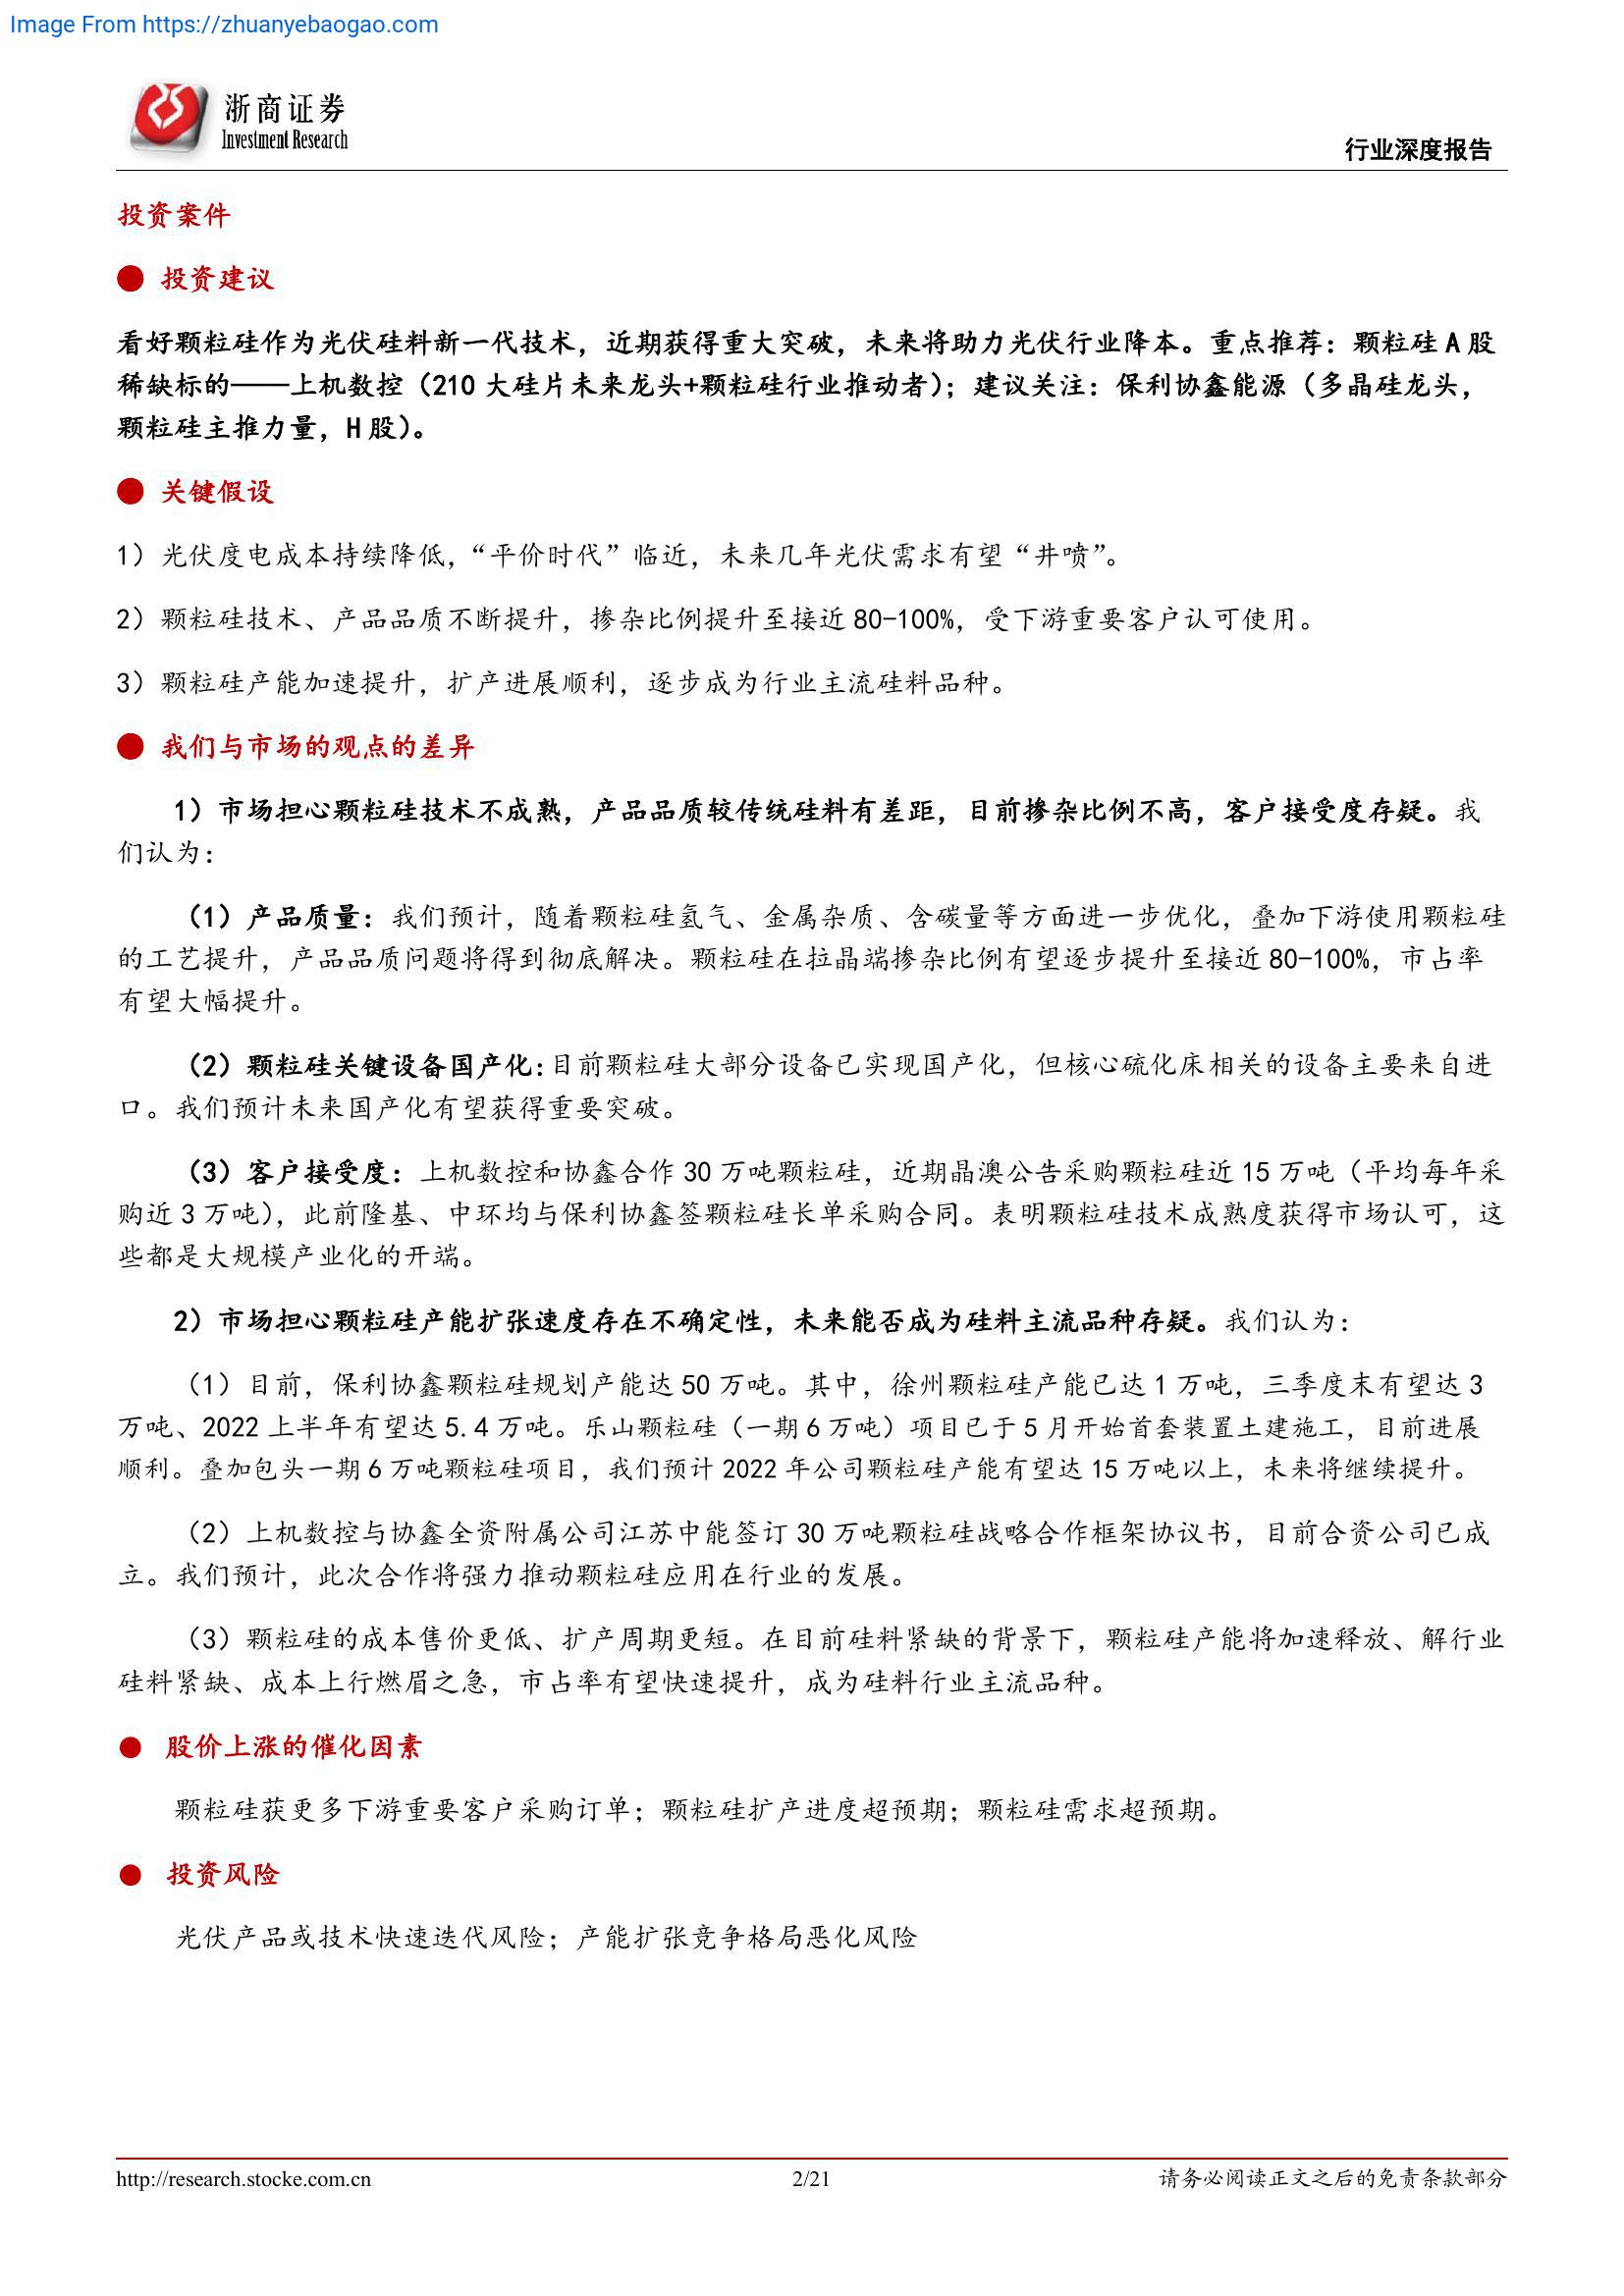 Image From https://zhuanyebaogao.com
浙商证券
Investment Research
行业深度报告
投资案件
● 投资建议
看好颗粒硅作为光伏硅料新一代技术，近期获得重大突破，未来将助力光伏行业降本。重点推荐：颗粒硅 A 股
稀缺标的——上机数控（210 大硅片未来龙头+颗粒硅行业推动者）；建议关注：保利协鑫能源（多晶硅龙头，
颗粒硅主推力量，H 股）。
● 关键假设
1）光伏度电成本持续降低，“平价时代”临近，未来几年光伏需求有望“井喷”。
2）颗粒硅技术、产品品质不断提升，掺杂比例提升至接近 80-100%，受下游重要客户认可使用。
3）颗粒硅产能加速提升，扩产进展顺利，逐步成为行业主流硅料品种。
● 我们与市场的观点的差异
1）市场担心颗粒硅技术不成熟，产品品质较传统硅料有差距，目前掺杂比例不高，客户接受度存疑。我
们认为：
（1）产品质量：我们预计，随着颗粒硅氢气、金属杂质、含碳量等方面进一步优化，叠加下游使用颗粒硅
的工艺提升，产品品质问题将得到彻底解决。颗粒硅在拉晶端掺杂比例有望逐步提升至接近 80-100%，市占率
有望大幅提升。
（2）颗粒硅关键设备国产化：目前颗粒硅大部分设备已实现国产化，但核心硫化床相关的设备主要来自进
口。我们预计未来国产化有望获得重要突破。
（3）客户接受度：上机数控和协鑫合作 30 万吨颗粒硅，近期晶澳公告采购颗粒硅近 15 万吨（平均每年采
购近 3 万吨），此前隆基、中环均与保利协鑫签颗粒硅长单采购合同。表明颗粒硅技术成熟度获得市场认可，这
些都是大规模产业化的开端。
2）市场担心颗粒硅产能扩张速度存在不确定性，未来能否成为硅料主流品种存疑。我们认为：
（1）目前，保利协鑫颗粒硅规划产能达 50 万吨。其中，徐州颗粒硅产能已达 1 万吨，三季度末有望达 3
万吨、2022 上半年有望达 5.4 万吨。乐山颗粒硅（一期 6 万吨）项目已于 5 月开始首套装置土建施工，目前进展
顺利。叠加包头一期 6 万吨颗粒硅项目，我们预计 2022 年公司颗粒硅产能有望达 15 万吨以上，未来将继续提升。
（2）上机数控与协鑫全资附属公司江苏中能签订 30 万吨颗粒硅战略合作框架协议书，目前合资公司已成
立。我们预计，此次合作将强力推动颗粒硅应用在行业的发展。
（3）颗粒硅的成本售价更低、扩产周期更短。在目前硅料紧缺的背景下，颗粒硅产能将加速释放、解行业
硅料紧缺、成本上行燃眉之急，市占率有望快速提升，成为硅料行业主流品种。
● 股价上涨的催化因素
颗粒硅获更多下游重要客户采购订单；颗粒硅扩产进度超预期；颗粒硅需求超预期。
● 投资风险
光伏产品或技术快速迭代风险；产能扩张竞争格局恶化风险
http://research.stocke.com.cn
2/21
请务必阅读正文之后的免责条款部分